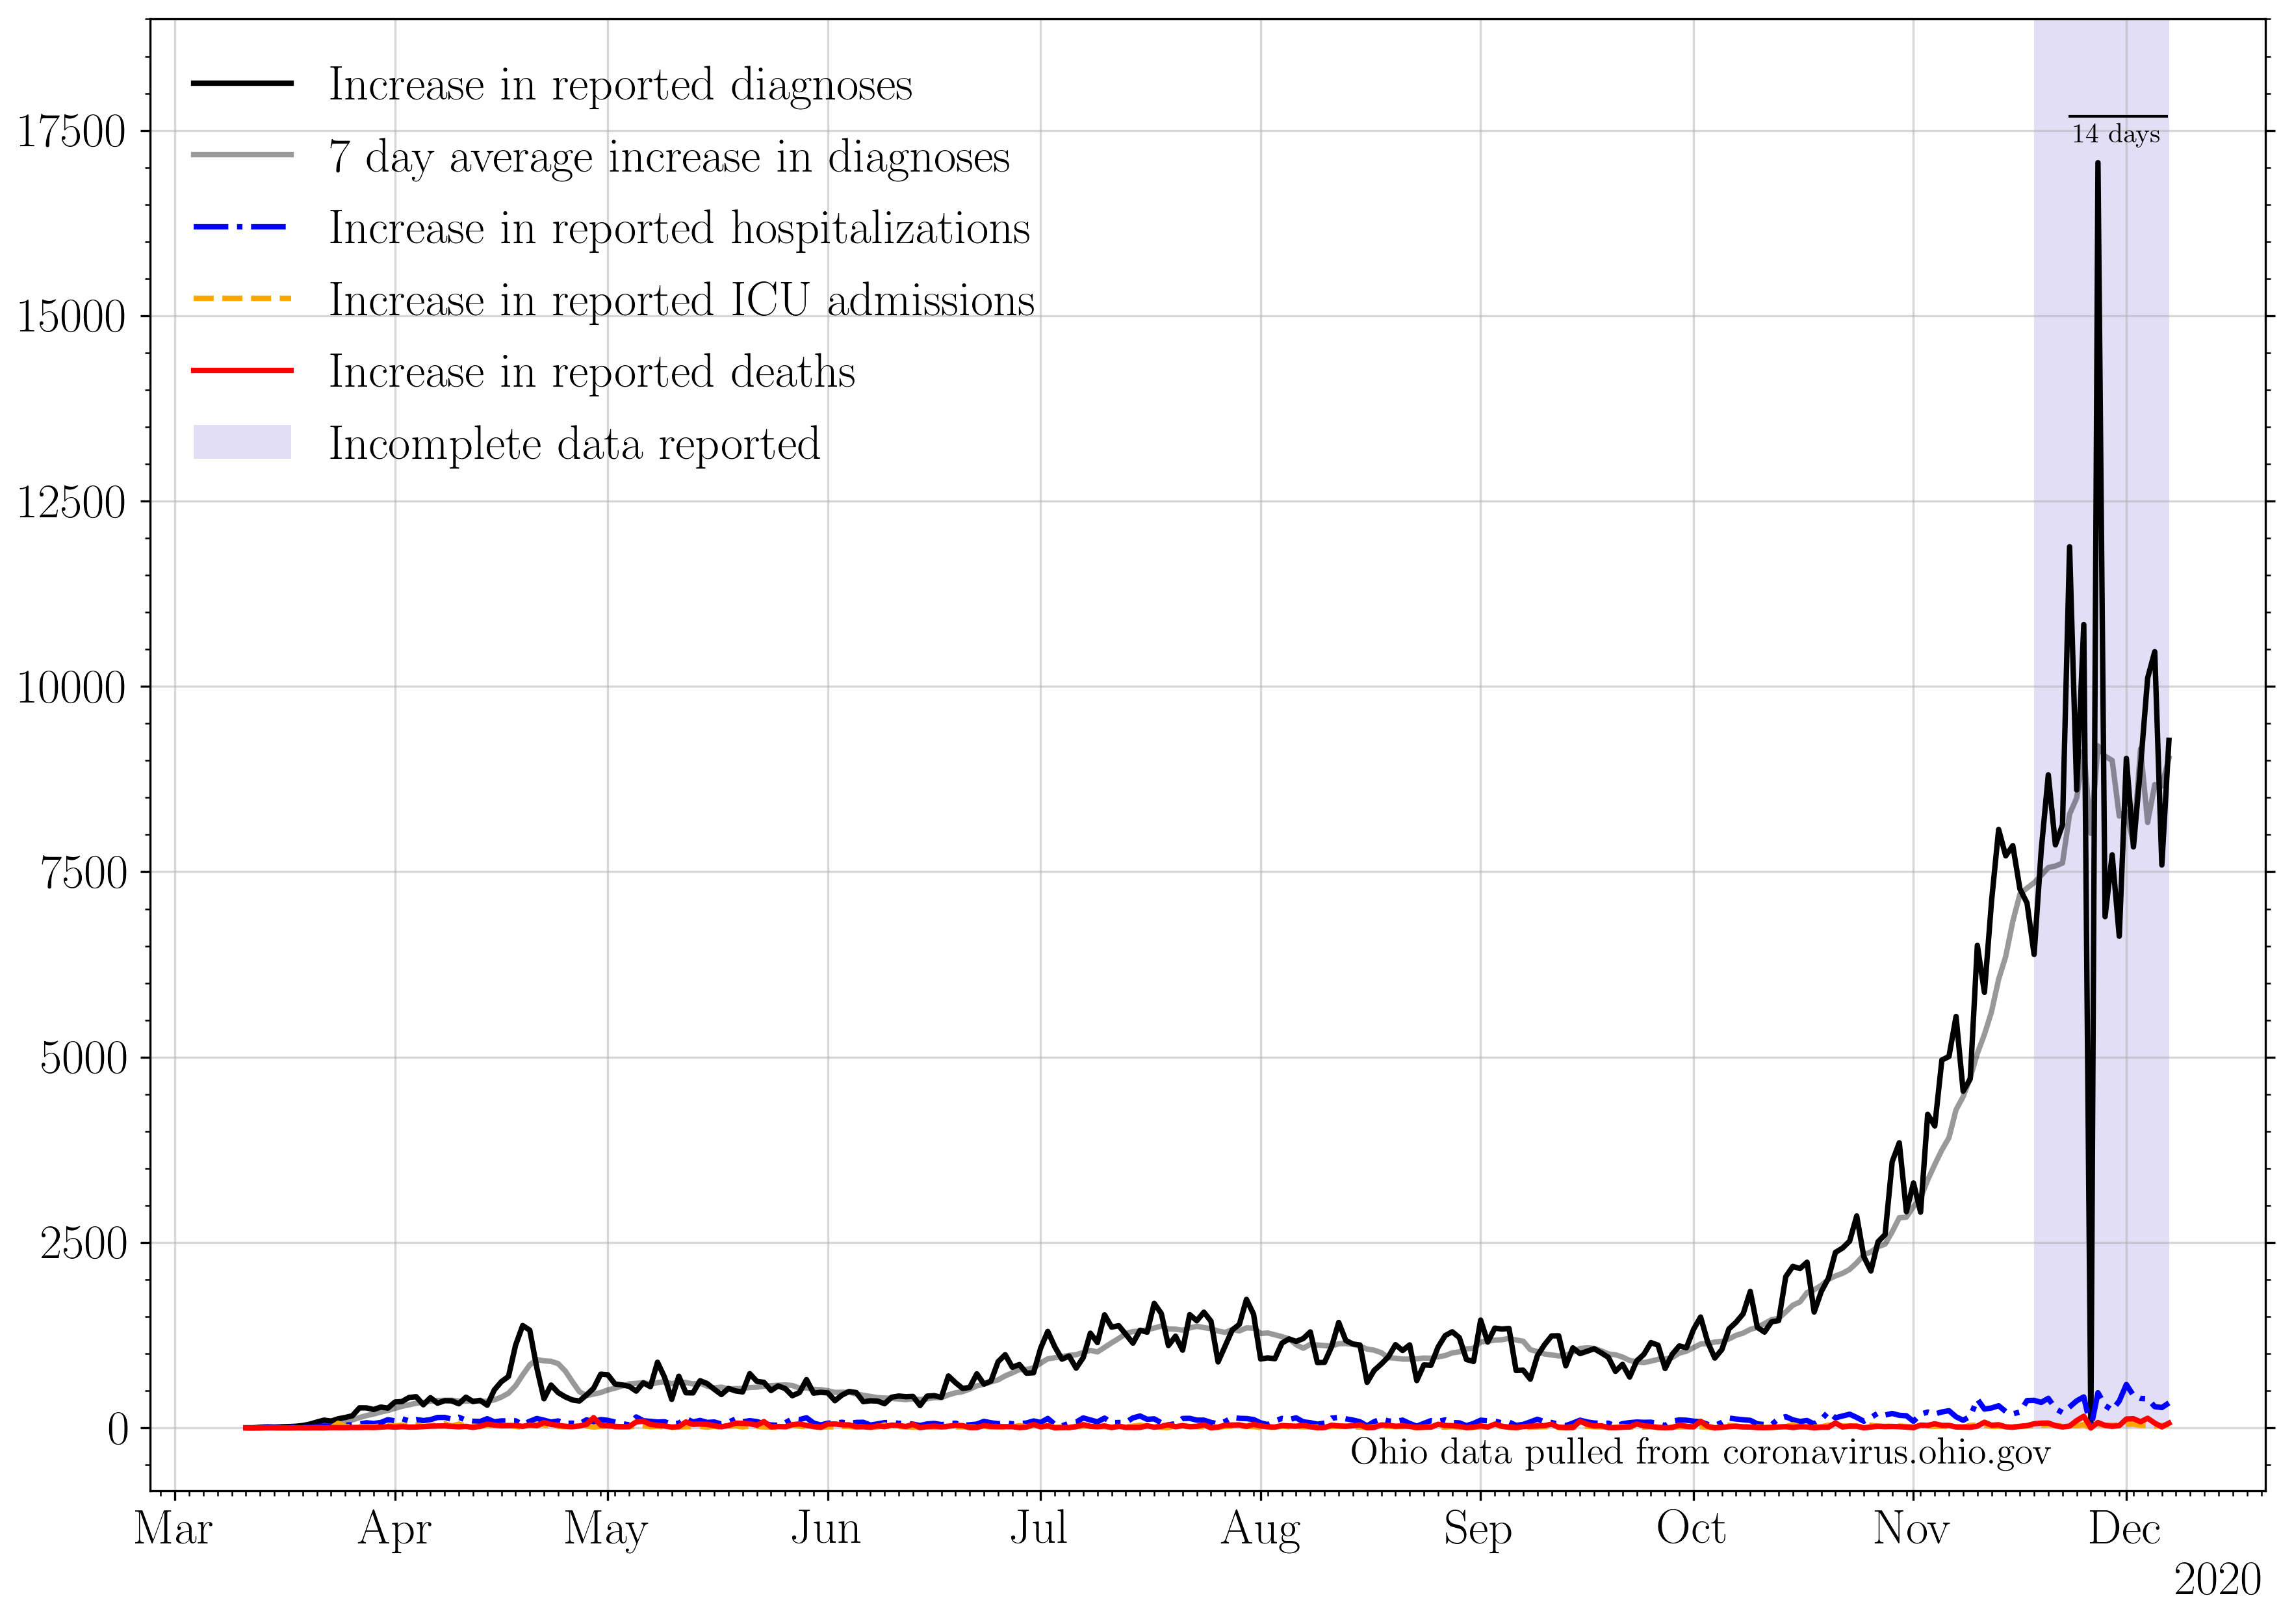 Increase in reported diagnoses
7 day average increase in diagnoses
Increase in reported hospitalizations
Increase in reported ICU admissions
Increase in reported deaths
Incomplete data reported
14 days
17500
15000
12500
10000
7500
5000
2500
0
Ohio data pulled from coronavirus.ohio.gov
Mar Apr May Jun Jul Aug Sep Oct Nov Dec
2020